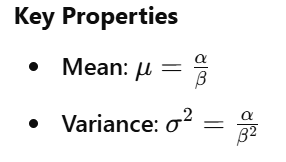 Key Properties
• Mean: μ = α/β
• Variance: σ² = α/β²